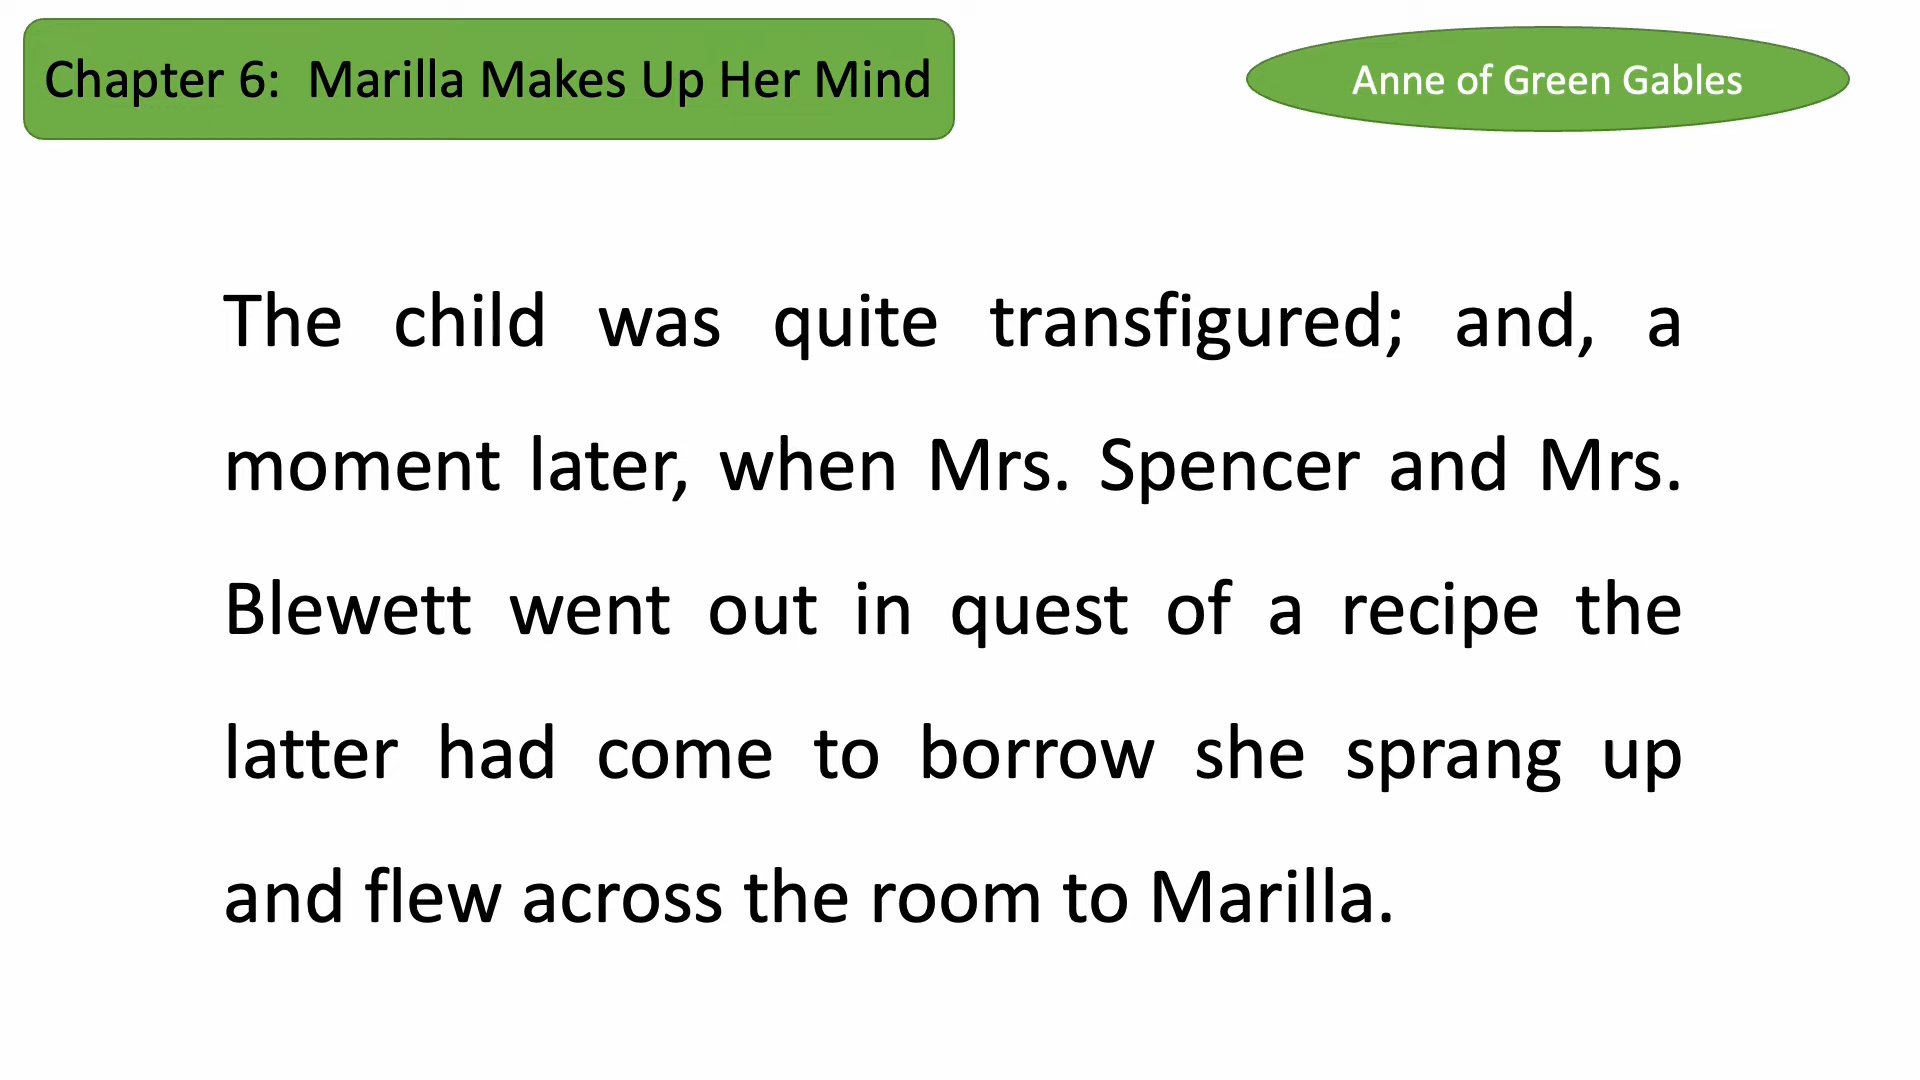 Chapter 6:  Marilla Makes Up Her Mind
Anne of Green Gables
The child was quite transfigured; and, a
moment later, when Mrs. Spencer and Mrs.
Blewett went out in quest of a recipe the
latter had come to borrow she sprang up
and flew across the room to Marilla.